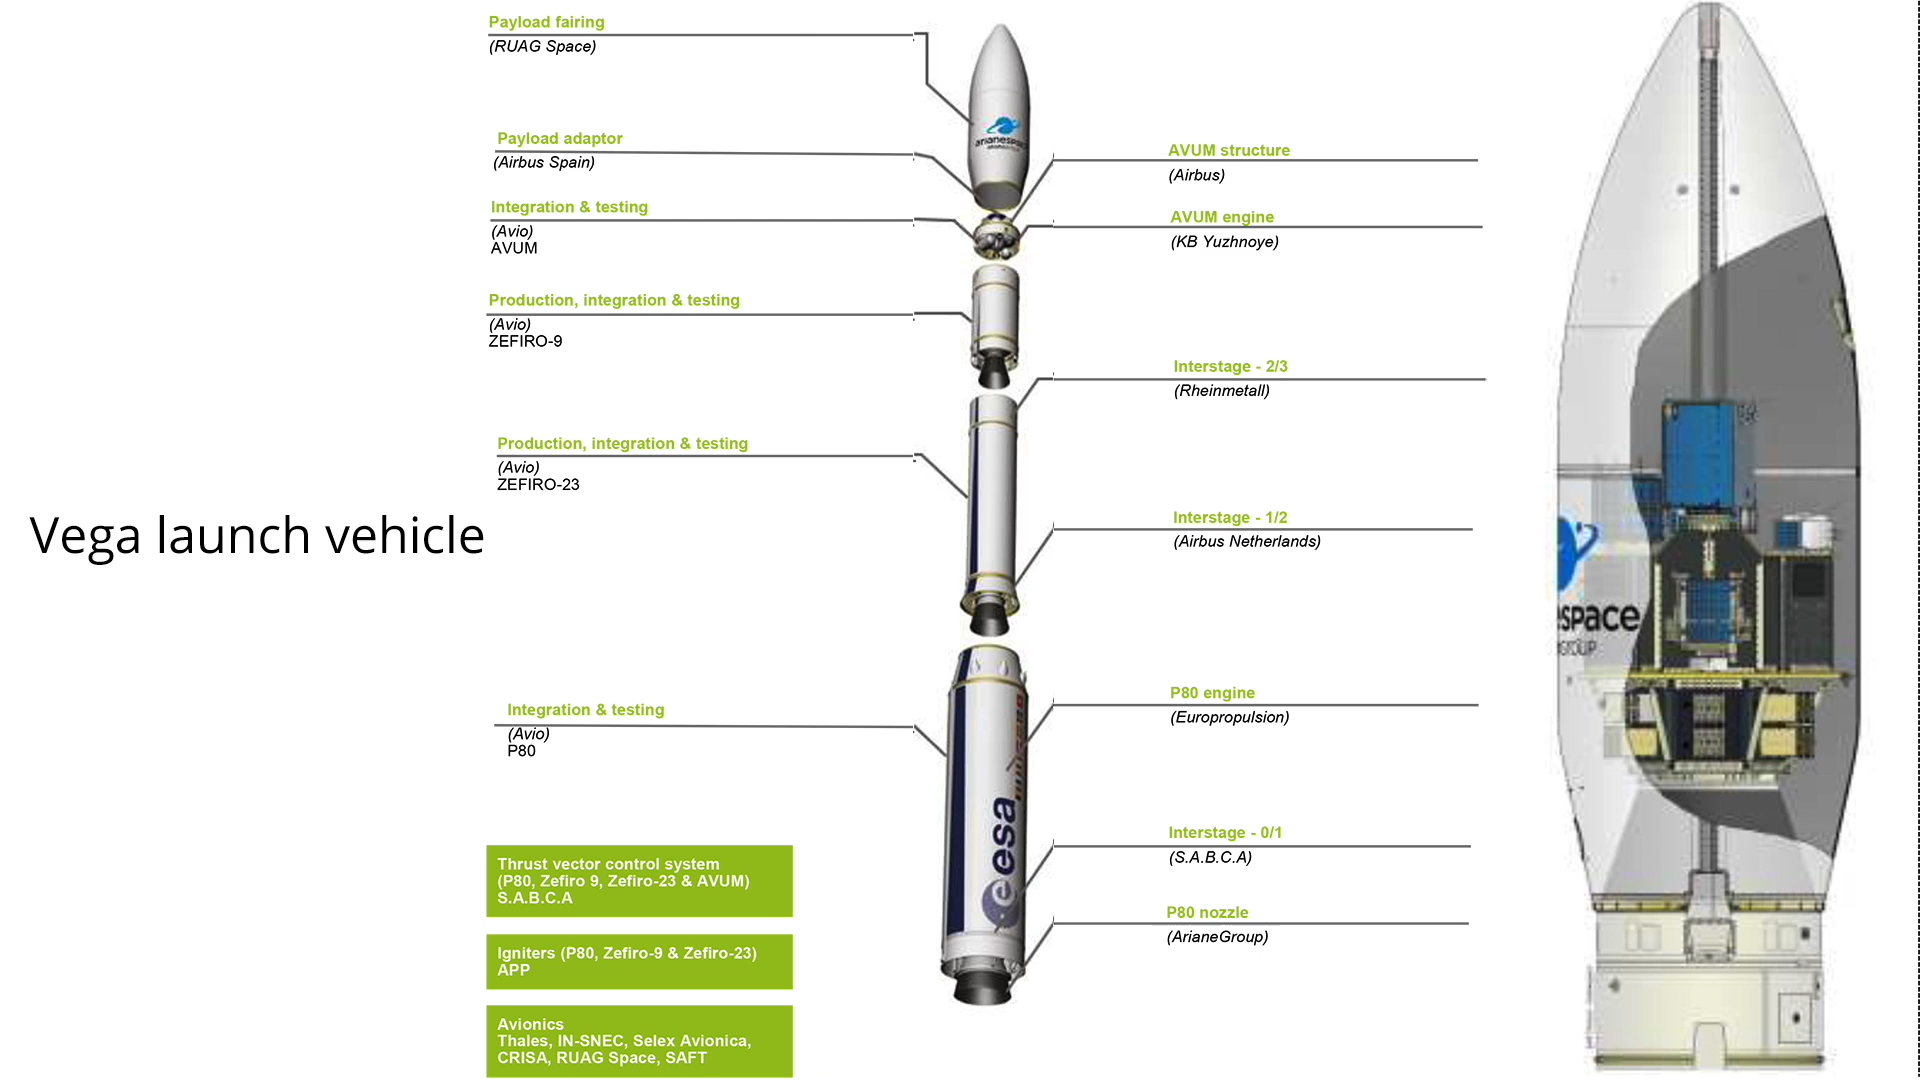 Vega launch vehicle
Payload fairing
(RUAG Space)
Payload adaptor
(Airbus Spain)
Integration & testing
(Avio)
AVUM
Production, integration & testing
(Avio)
ZEFIRO-9
Production, integration & testing
(Avio)
ZEFIRO-23
Integration & testing
(Avio)
P80
Thrust vector control system
(P80, Zefiro 9, Zefiro-23 & AVUM)
S.A.B.C.A
Igniters (P80, Zefiro-9 & Zefiro-23)
APP
Avionics
Thales, IN-SNEC, Selex Avionica,
CRISA, RUAG Space, SAFT
arianespace
esa
AVUM structure
(Airbus)
AVUM engine
(KB Yuzhnoye)
Interstage - 2/3
(Rheinmetall)
Interstage - 1/2
(Airbus Netherlands)
P80 engine
(Europropulsion)
Interstage - 0/1
(S.A.B.C.A)
P80 nozzle
(ArianeGroup)
space
group